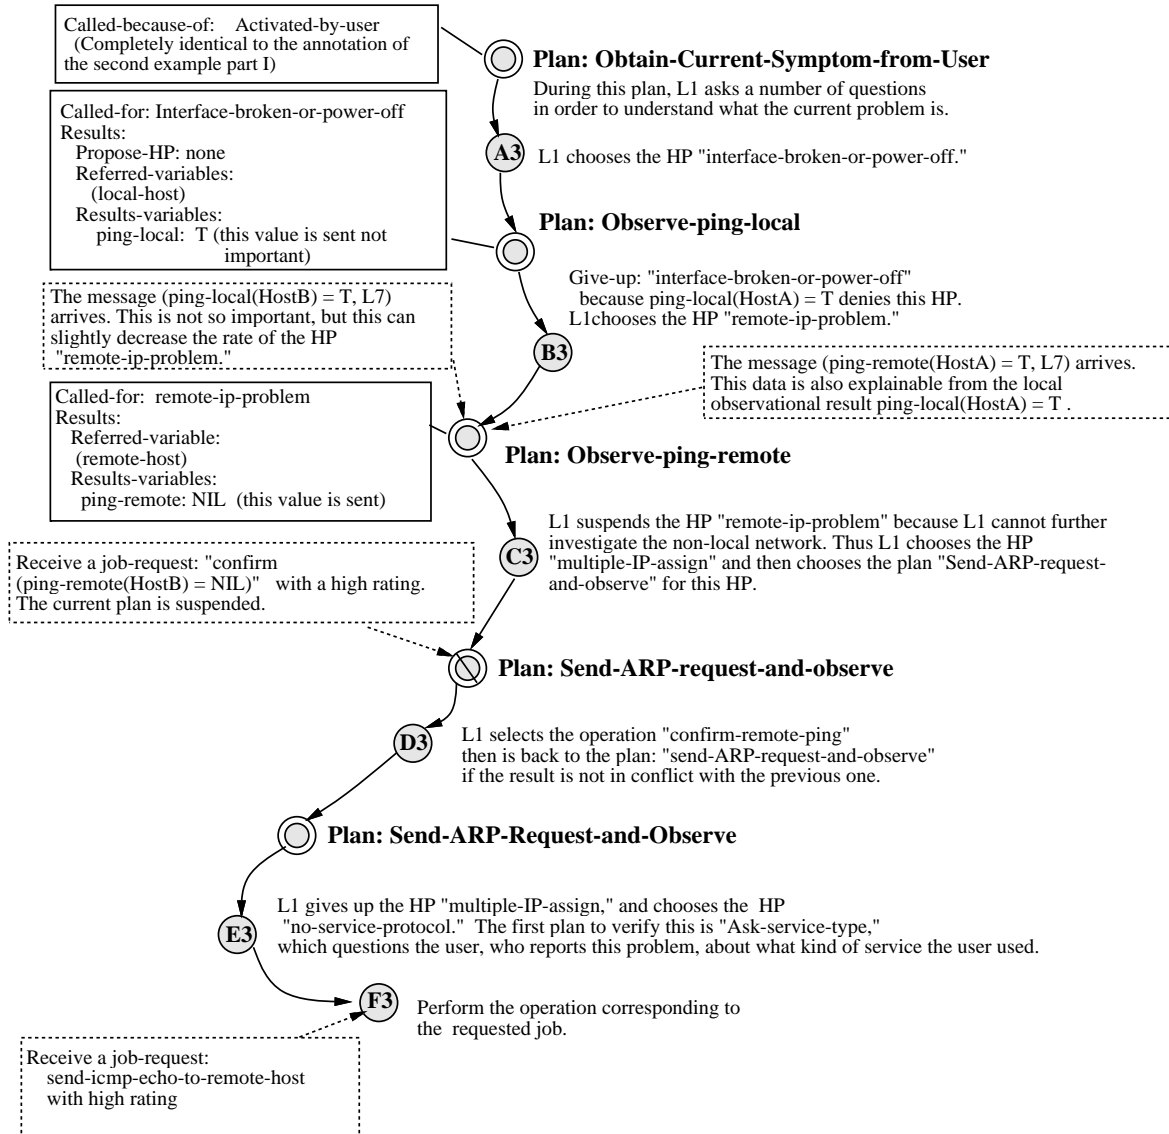 Called-because-of: Activated-by-user
(Completely identical to the annotation of
the second example part I)
Plan: Obtain-Current-Symptom-from-User
During this plan, L1 asks a number of questions
in order to understand what the current problem is.
Called-for: Interface-broken-or-power-off
Results:
Propose-HP: none
Referred-variables:
(local-host)
Results-variables:
ping-local: T (this value is sent not
important)
A3
L1 chooses the HP "interface-broken-or-power-off."
Plan: Observe-ping-local
Give-up: "interface-broken-or-power-off"
because ping-local(HostA) = T denies this HP.
L1chooses the HP "remote-ip-problem."
The message (ping-local(HostB) = T, L7)
arrives. This is not so important, but this can
slightly decrease the rate of the HP
"remote-ip-problem."
B3
The message (ping-remote(HostA) = T, L7) arrives.
This data is also explainable from the local
observational result ping-local(HostA) = T .
Called-for: remote-ip-problem
Results:
Referred-variable:
(remote-host)
Results-variables:
ping-remote: NIL (this value is sent)
Plan: Observe-ping-remote
C3
L1 suspends the HP "remote-ip-problem" because L1 cannot further
investigate the non-local network. Thus L1 chooses the HP
"multiple-IP-assign" and then chooses the plan "Send-ARP-request-
and-observe" for this HP.
Receive a job-request: "confirm
(ping-remote(HostB) = NIL)" with a high rating.
The current plan is suspended.
Plan: Send-ARP-request-and-observe
D3
L1 selects the operation "confirm-remote-ping"
then is back to the plan: "send-ARP-request-and-observe"
if the result is not in conflict with the previous one.
Plan: Send-ARP-Request-and-Observe
E3
L1 gives up the HP "multiple-IP-assign," and chooses the HP
"no-service-protocol." The first plan to verify this is "Ask-service-type,"
which questions the user, who reports this problem, about what kind of service the user used.
F3
Perform the operation corresponding to
the requested job.
Receive a job-request:
send-icmp-echo-to-remote-host
with high rating